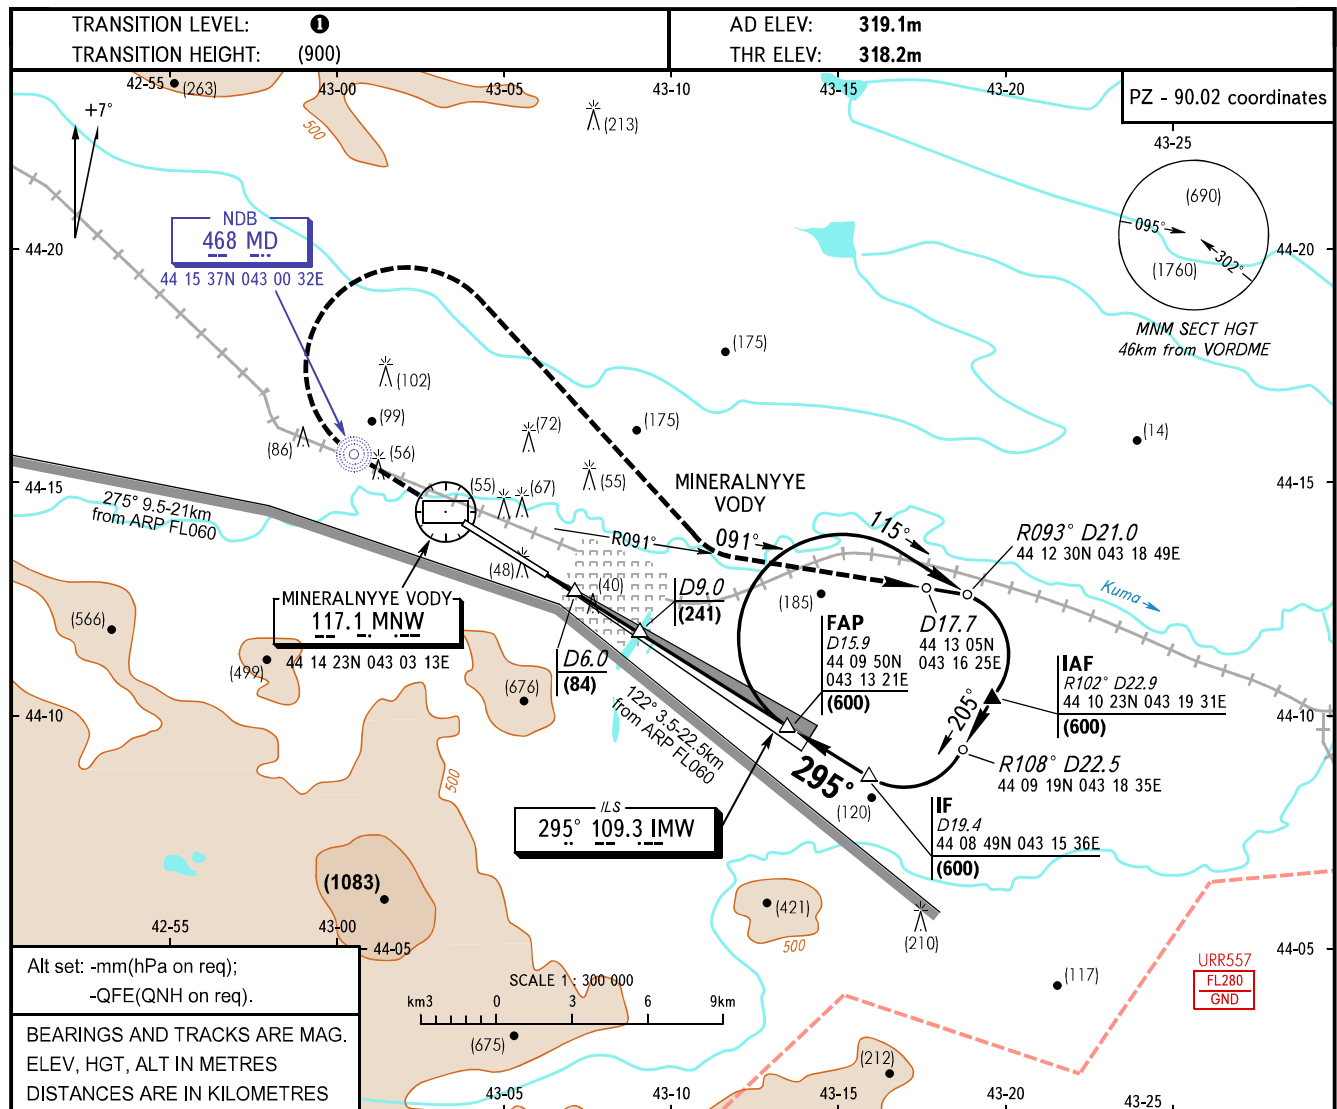 TRANSITION LEVEL: ❶
TRANSITION HEIGHT: (900)
AD ELEV: 319.1m
THR ELEV: 318.2m
PZ - 90.02 coordinates
42-55
(263)
43-00
43-05
43-10
43-15
43-20
43-25
+7°
500
(213)
(690)
095°
302°
(1760)
MNM SECT HGT
46km from VORDME
44-20
44-20
NDB
468 MD
44 15 37N 043 00 32E
(175)
(102)
(99)
(72)
(175)
(14)
(86)
(56)
(55)
(67)
(55)
44-15
44-15
MINERALNYYE
VODY
275° 9.5-21km
from ARP FL060
R091°
091°
115°
R093° D21.0
44 12 30N 043 18 49E
Kuma
(48)
(40)
D9.0
(241)
(185)
FAP
D15.9
44 09 50N
043 13 21E
(600)
D17.7
44 13 05N
043 16 25E
MINERALNYYE VODY
117.1 MNW
44 14 23N 043 03 13E
(566)
(499)
(676)
D6.0
(84)
IAF
R102° D22.9
44 10 23N 043 19 31E
(600)
205°
122° 3.5-22.5km
from ARP FL060
44-10
44-10
R108° D22.5
44 09 19N 043 18 35E
295°
500
(120)
IF
D19.4
44 08 49N 043 15 36E
(600)
ILS
295° 109.3 IMW
(1083)
(421)
500
(210)
42-55
43-00
44-05
44-05
URR557
FL280
GND
(117)
Alt set: -mm(hPa on req);
-QFE(QNH on req).
SCALE 1 : 300 000
km3 0 3 6 9km
(675)
(212)
BEARINGS AND TRACKS ARE MAG.
ELEV, HGT, ALT IN METRES
DISTANCES ARE IN KILOMETRES
43-05
43-10
43-15
43-20
43-25